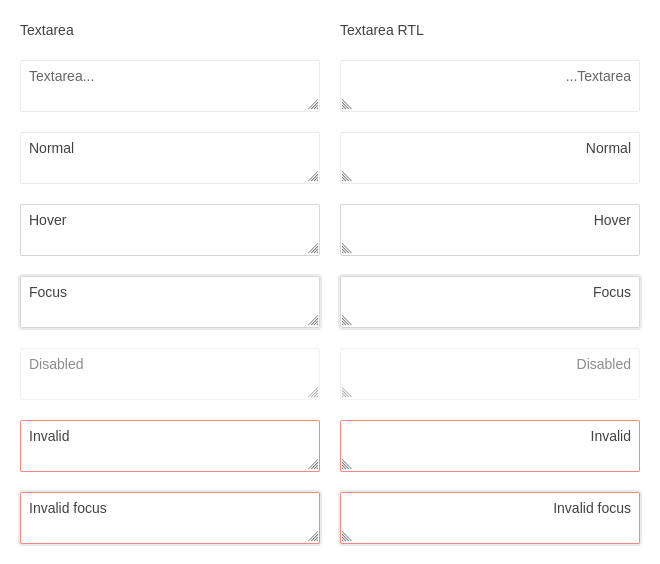 Textarea
Textarea RTL
Textarea...
...Textarea
Normal
Normal
Hover
Hover
Focus
Focus
Disabled
Disabled
Invalid
Invalid
Invalid focus
Invalid focus